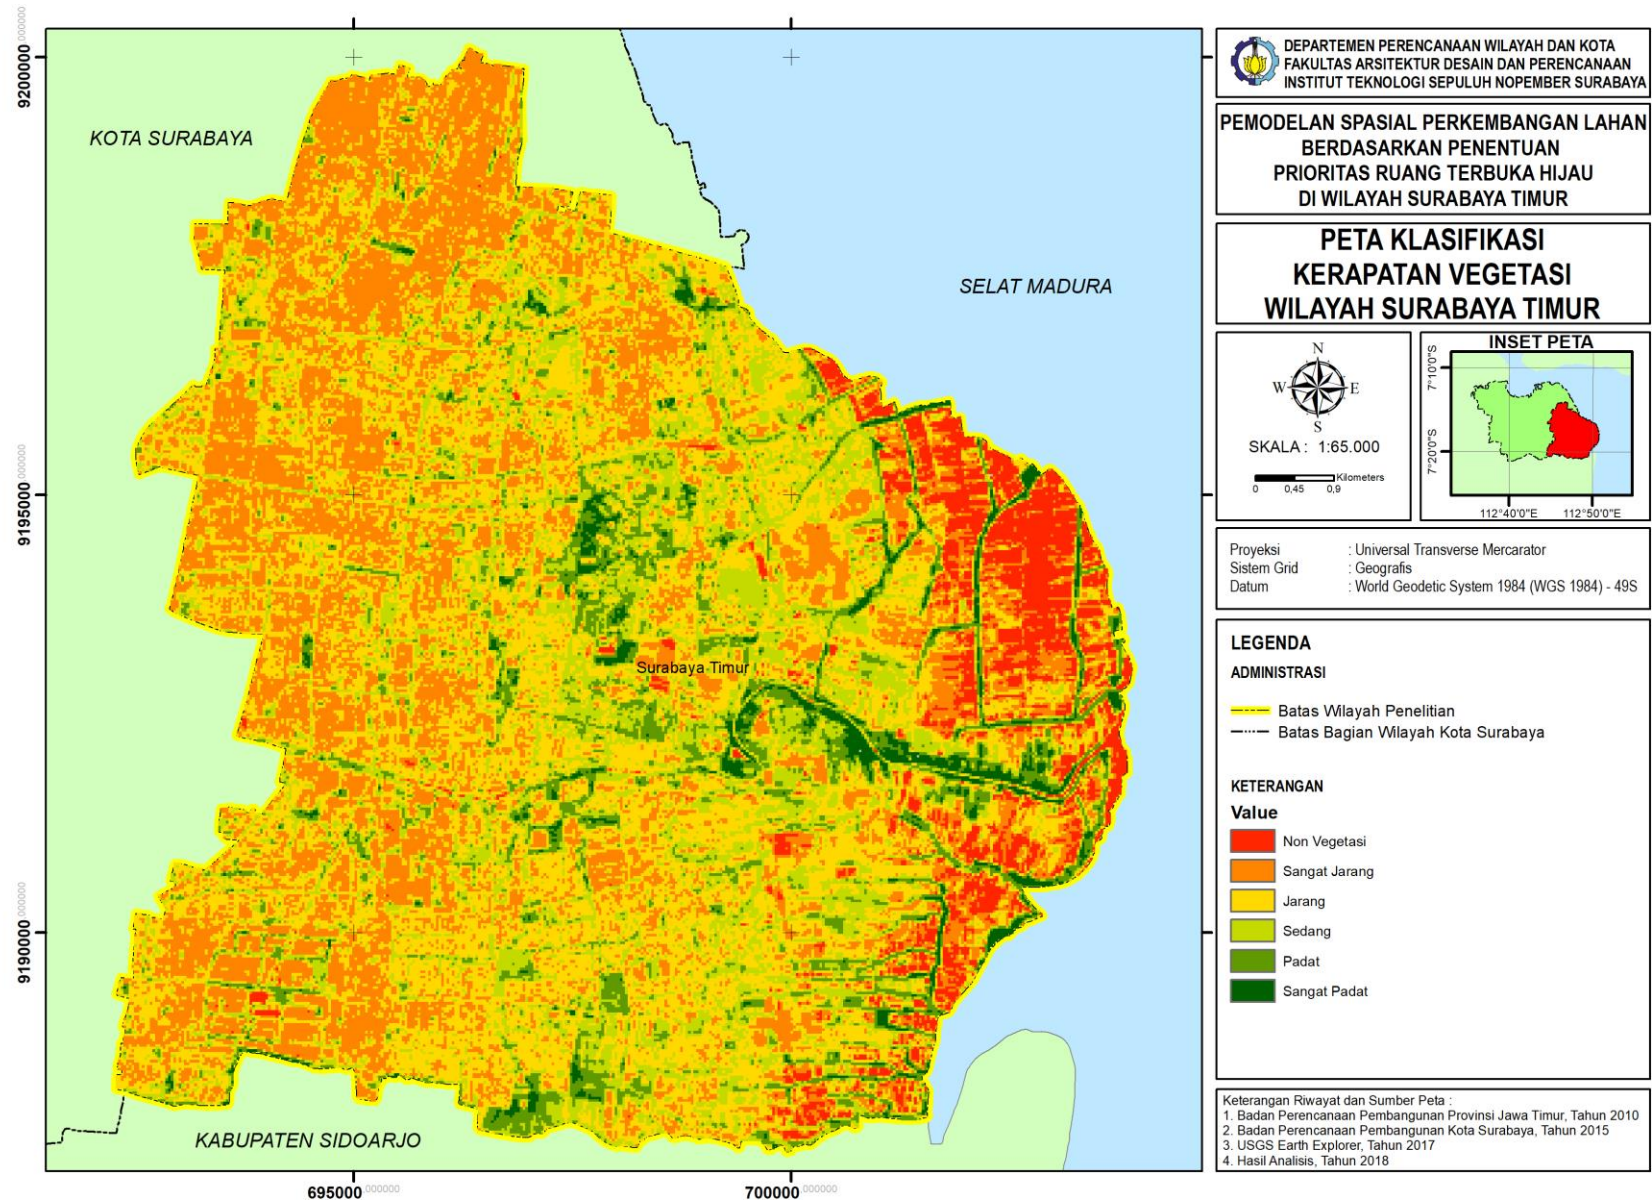 DEPARTEMEN PERENCANAAN WILAYAH DAN KOTA
FAKULTAS ARSITEKTUR DESAIN DAN PERENCANAAN
INSTITUT TEKNOLOGI SEPULUH NOPEMBER SURABAYA
PEMODELAN SPASIAL PERKEMBANGAN LAHAN
BERDASARKAN PENENTUAN
PRIORITAS RUANG TERBUKA HIJAU
DI WILAYAH SURABAYA TIMUR
PETA KLASIFIKASI
KERAPATAN VEGETASI
WILAYAH SURABAYA TIMUR
N
W E
S
SKALA : 1:65.000
Kilometers
0 0,45 0,9
INSET PETA
7°10'0"S
7°20'0"S
112°40'0"E 112°50'0"E
Proyeksi : Universal Transverse Mercarator
Sistem Grid : Geografis
Datum : World Geodetic System 1984 (WGS 1984) - 49S
LEGENDA
ADMINISTRASI
Batas Wilayah Penelitian
Batas Bagian Wilayah Kota Surabaya
KETERANGAN
Value
Non Vegetasi
Sangat Jarang
Jarang
Sedang
Padat
Sangat Padat
Keterangan Riwayat dan Sumber Peta :
1. Badan Perencanaan Pembangunan Provinsi Jawa Timur, Tahun 2010
2. Badan Perencanaan Pembangunan Kota Surabaya, Tahun 2015
3. USGS Earth Explorer, Tahun 2017
4. Hasil Analisis, Tahun 2018
KOTA SURABAYA
SELAT MADURA
Surabaya Timur
KABUPATEN SIDOARJO
9200000,000000
9195000,000000
9190000,000000
695000,000000
700000,000000